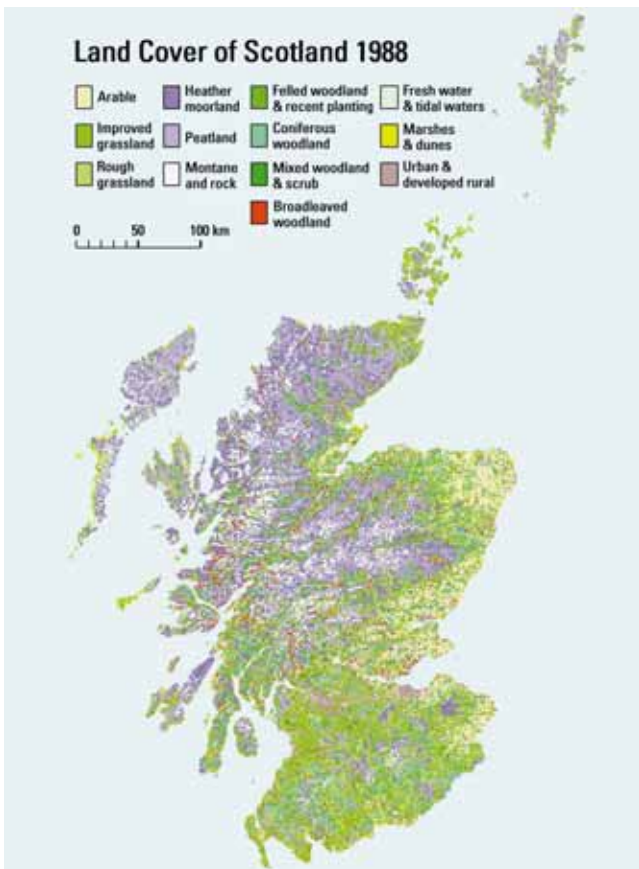 Land Cover of Scotland 1988
Arable
Heather
moorland
Felled woodland
& recent planting
Fresh water
& tidal waters
Improved
grassland
Peatland
Coniferous
woodland
Marshes
& dunes
Rough
grassland
Montane
and rock
Mixed woodland
& scrub
Urban &
developed rural
Broadleaved
woodland
0 50 100 km